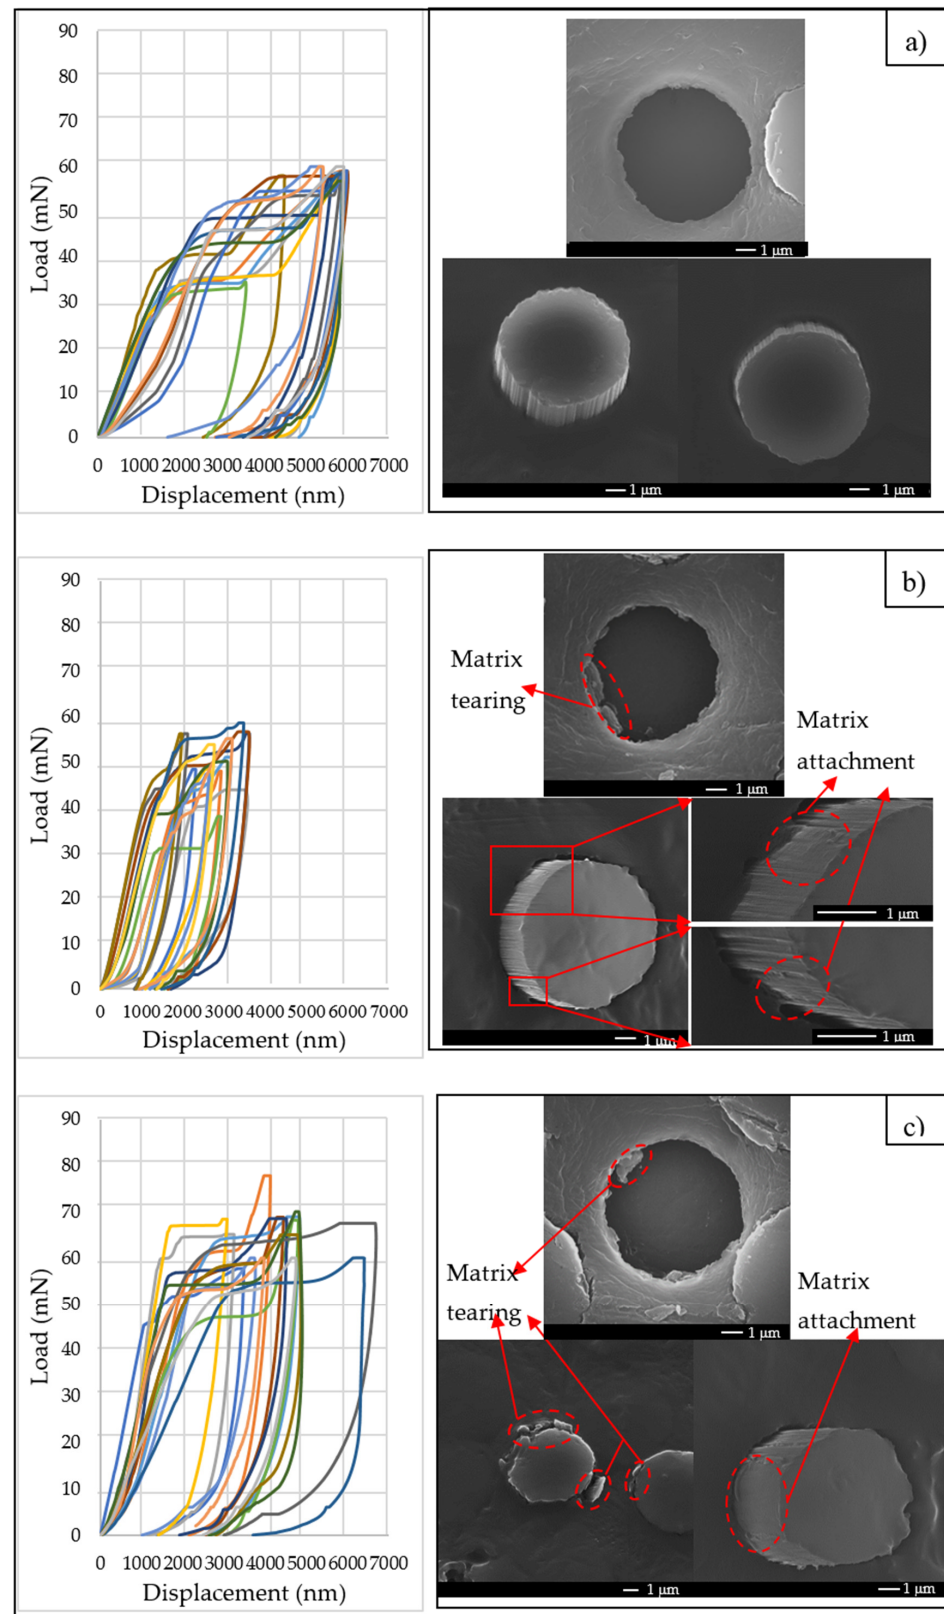 a)
90
80
70
60
50
40
30
20
10
0
Load (mN)
0 1000 2000 3000 4000 5000 6000 7000
Displacement (nm)
1 μm
1 μm
1 μm
b)
90
80
70
60
50
40
30
20
10
0
Load (mN)
0 1000 2000 3000 4000 5000 6000 7000
Displacement (nm)
Matrix
tearing
Matrix
attachment
1 μm
1 μm
1 μm
1 μm
c)
90
80
70
60
50
40
30
20
10
0
Load (mN)
0 1000 2000 3000 4000 5000 6000 7000
Displacement (nm)
Matrix
tearing
Matrix
attachment
1 μm
1 μm
1 μm